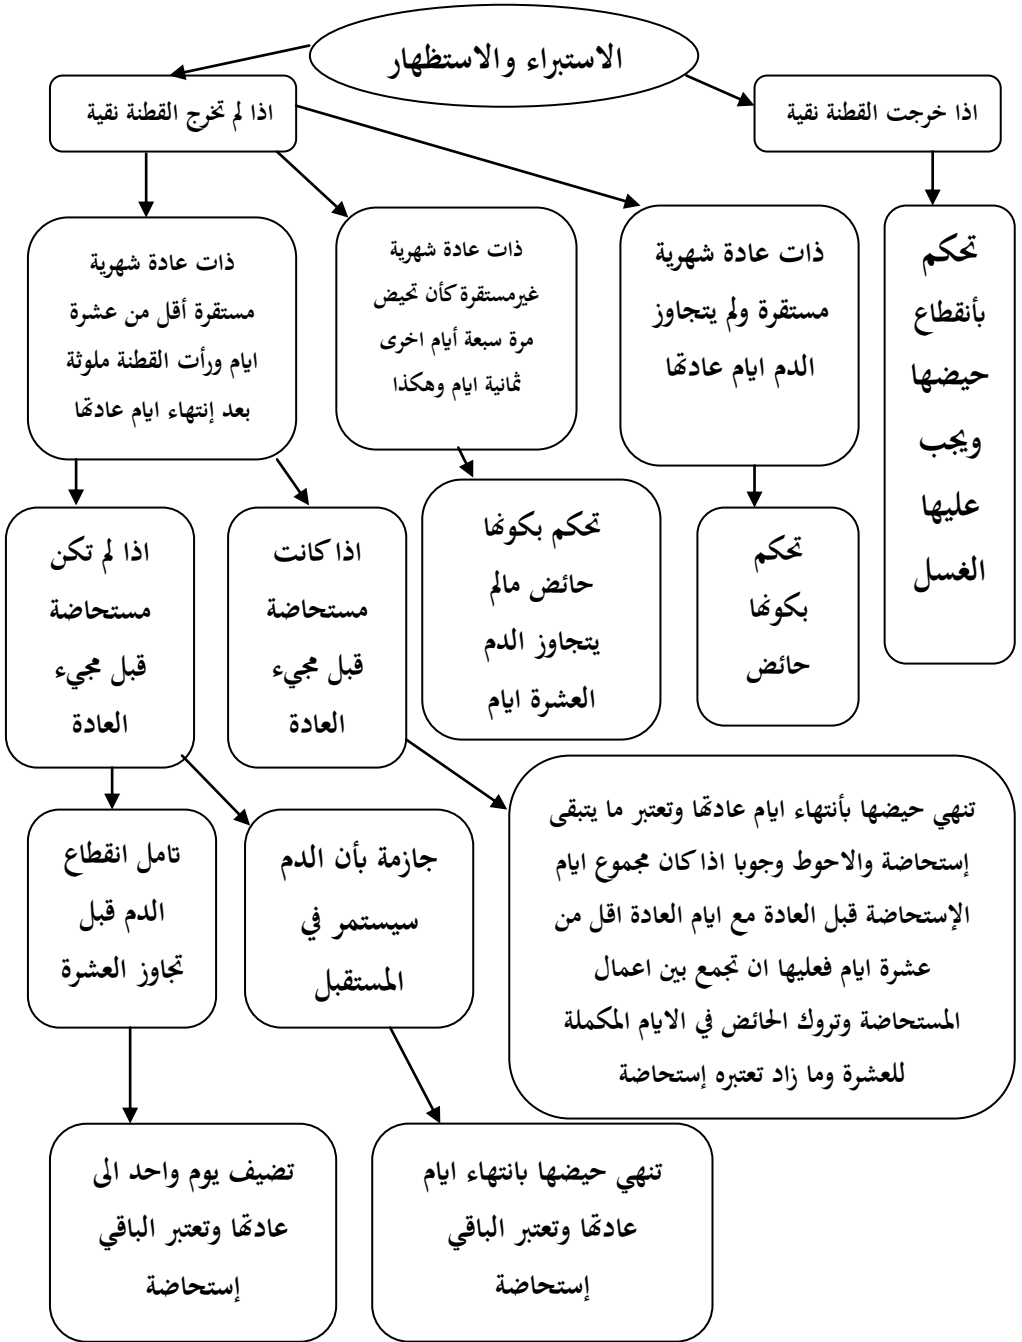 الاستبراء والاستظهار
اذا خرجت القطنة نقية
اذا لم تخرج القطنة نقية
تحكم
بأنقطاع
حيضها
ويجب
عليها
الغسل
ذات عادة شهرية
مستقرة ولم يتجاوز
الدم ايام عادتها
ذات عادة شهرية
غيرمستقرة كأن تحيض
مرة سبعة أيام اخرى
ثمانية ايام وهكذا
ذات عادة شهرية
مستقرة أقل من عشرة
ايام ورأت القطنة ملوثة
بعد إنتهاء ايام عادتها
تحكم
بكونها
حائض
تحكم بكونها
حائض مالم
يتجاوز الدم
العشرة ايام
اذا كانت
مستحاضة
قبل مجيء
العادة
اذا لم تكن
مستحاضة
قبل مجيء
العادة
تنهي حيضها بأنتهاء ايام عادتها وتعتبر ما يتبقى
إستحاضة والاحوط وجوبا اذا كان مجموع ايام
الإستحاضة قبل العادة مع ايام العادة اقل من
عشرة ايام فعليها ان تجمع بين اعمال
المستحاضة وتروك الحائض في الايام المكملة
للعشرة وما زاد تعتبره إستحاضة
جازمة بأن الدم
سيستمر في
المستقبل
تامل انقطاع
الدم قبل
تجاوز العشرة
تنهي حيضها بانتهاء ايام
عادتها وتعتبر الباقي
إستحاضة
تضيف يوم واحد الى
عادتها وتعتبر الباقي
إستحاضة